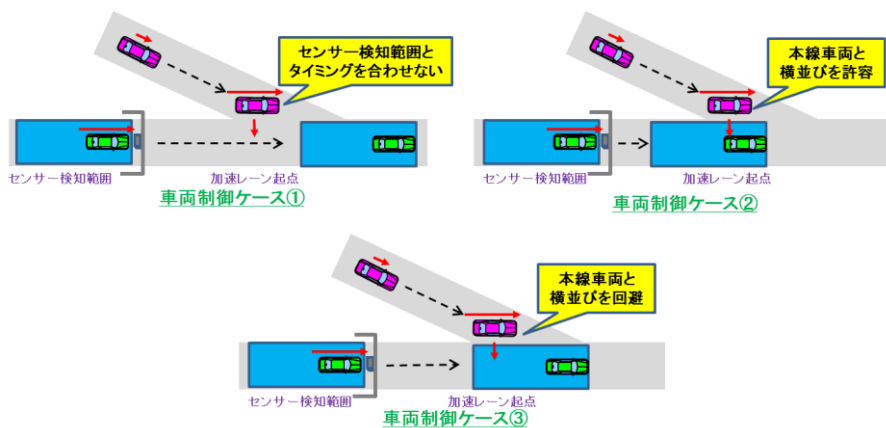 センサー検知範囲と
タイミングを合わせない
センサー検知範囲
加速レーン起点
車両制御ケース①
本線車両と
横並びを許容
センサー検知範囲
加速レーン起点
車両制御ケース②
本線車両と
横並びを回避
センサー検知範囲
加速レーン起点
車両制御ケース③